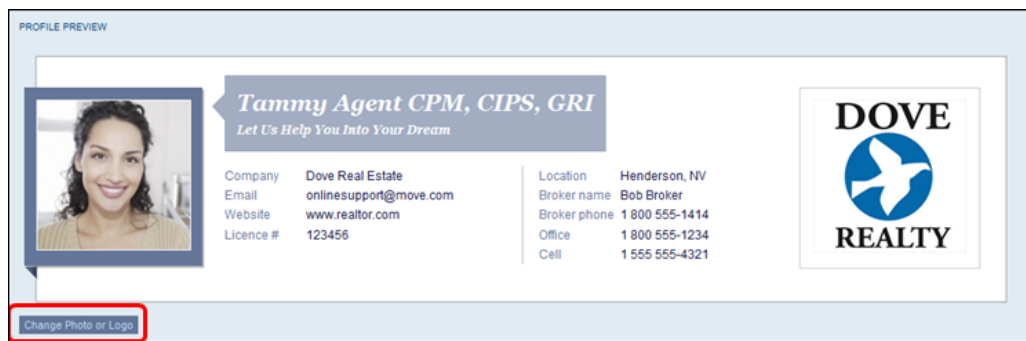 PROFILE PREVIEW
Tammy Agent CPM, CIPS, GRI
Let Us Help You Into Your Dream
Company Dove Real Estate
Email onlinesupport@move.com
Website www.realtor.com
Licence # 123456
Location Henderson, NV
Broker name Bob Broker
Broker phone 1 800 555-1414
Office 1 800 555-1234
Cell 1 555 555-4321
DOVE
REALTY
Change Photo or Logo